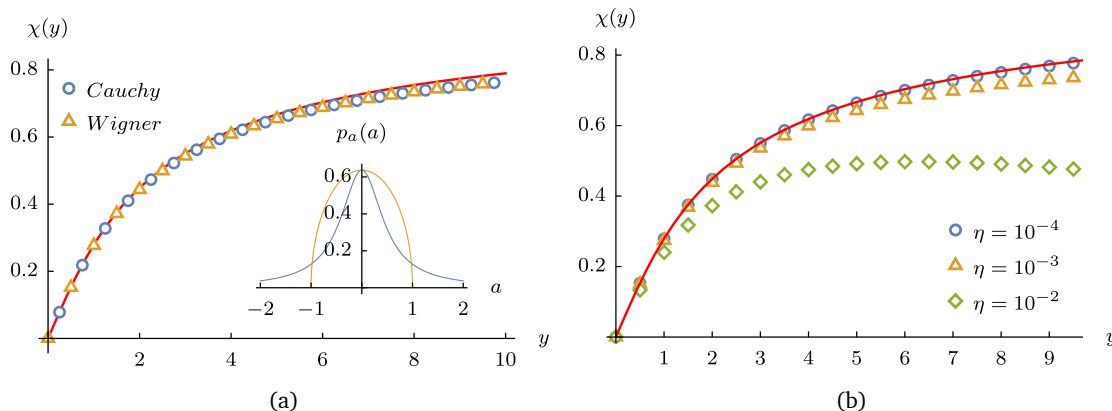 χ(y)
0.8
0.6
0.4
0.2
Cauchy
Wigner
p_a(a)
0.6
0.4
0.2
−2 −1 1 2 a
2 4 6 8 10 y
(a)
χ(y)
0.8
0.6
0.4
0.2
η = 10⁻⁴
η = 10⁻³
η = 10⁻²
1 2 3 4 5 6 7 8 9 y
(b)